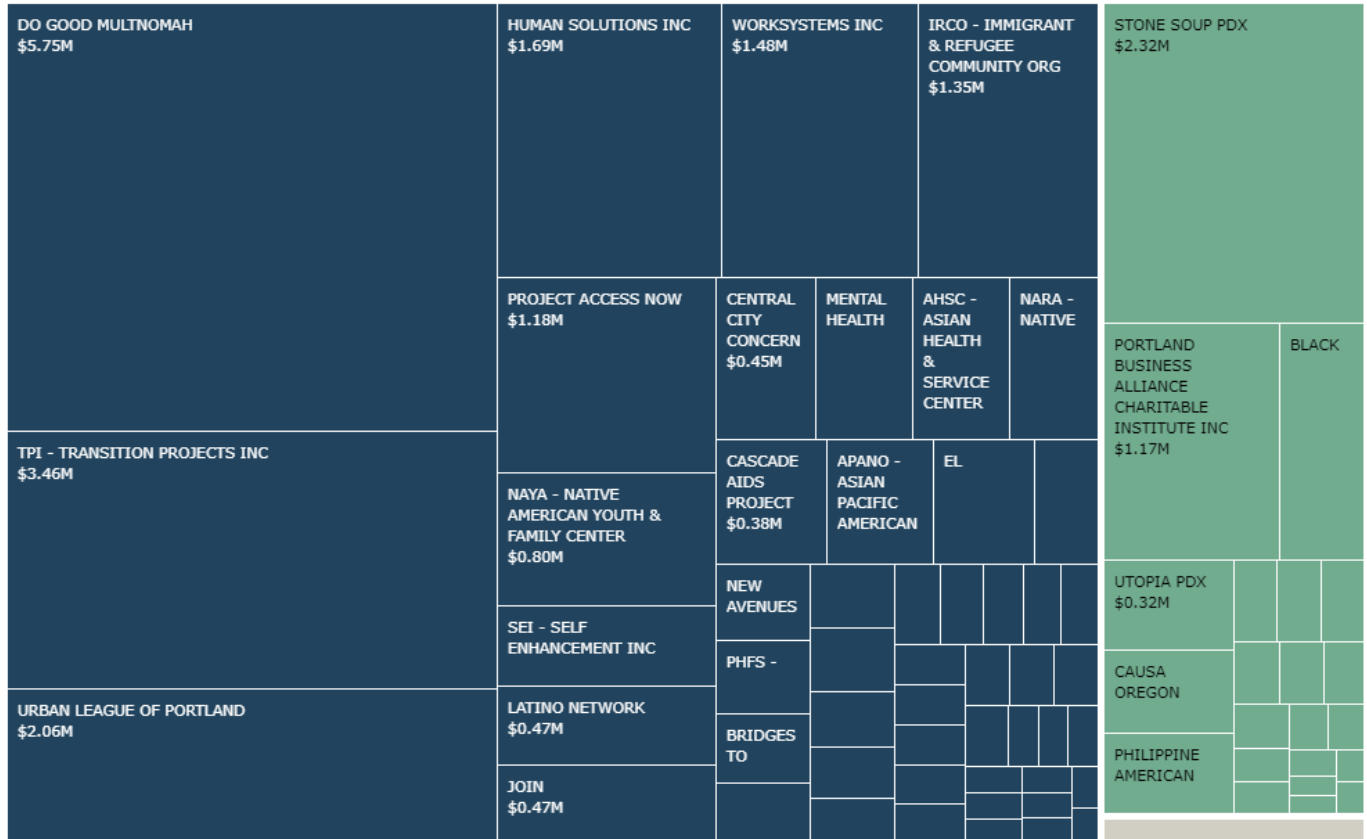 DO GOOD MULTNOMAH
$5.75M
TPI - TRANSITION PROJECTS INC
$3.46M
URBAN LEAGUE OF PORTLAND
$2.06M
HUMAN SOLUTIONS INC
$1.69M
WORKSYSTEMS INC
$1.48M
IRCO - IMMIGRANT
& REFUGEE
COMMUNITY ORG
$1.35M
PROJECT ACCESS NOW
$1.18M
NAYA - NATIVE
AMERICAN YOUTH &
FAMILY CENTER
$0.80M
SEI - SELF
ENHANCEMENT INC
LATINO NETWORK
$0.47M
JOIN
$0.47M
CENTRAL
CITY
CONCERN
$0.45M
MENTAL
HEALTH
AHSC -
ASIAN
HEALTH
&
SERVICE
CENTER
NARA -
NATIVE
CASCADE
AIDS
PROJECT
$0.38M
APANO -
ASIAN
PACIFIC
AMERICAN
EL
NEW
AVENUES
PHFS -
BRIDGES
TO
STONE SOUP PDX
$2.32M
PORTLAND
BUSINESS
ALLIANCE
CHARITABLE
INSTITUTE INC
$1.17M
BLACK
UTOPIA PDX
$0.32M
CAUSA
OREGON
PHILIPPINE
AMERICAN